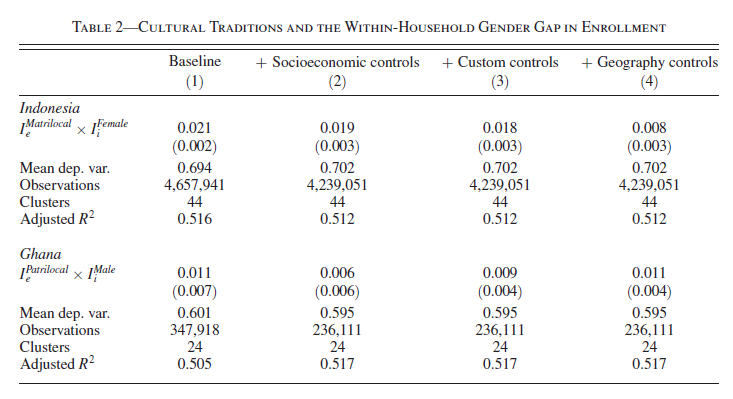 TABLE 2—CULTURAL TRADITIONS AND THE WITHIN-HOUSEHOLD GENDER GAP IN ENROLLMENT
Baseline + Socioeconomic controls + Custom controls + Geography controls
(1) (2) (3) (4)
Indonesia
I_e^Matrilocal × I_i^Female 0.021 0.019 0.018 0.008
(0.002) (0.003) (0.003) (0.003)
Mean dep. var. 0.694 0.702 0.702 0.702
Observations 4,657,941 4,239,051 4,239,051 4,239,051
Clusters 44 44 44 44
Adjusted R² 0.516 0.512 0.512 0.512
Ghana
I_e^Patrilocal × I_i^Male 0.011 0.006 0.009 0.011
(0.007) (0.006) (0.004) (0.004)
Mean dep. var. 0.601 0.595 0.595 0.595
Observations 347,918 236,111 236,111 236,111
Clusters 24 24 24 24
Adjusted R² 0.505 0.517 0.517 0.517